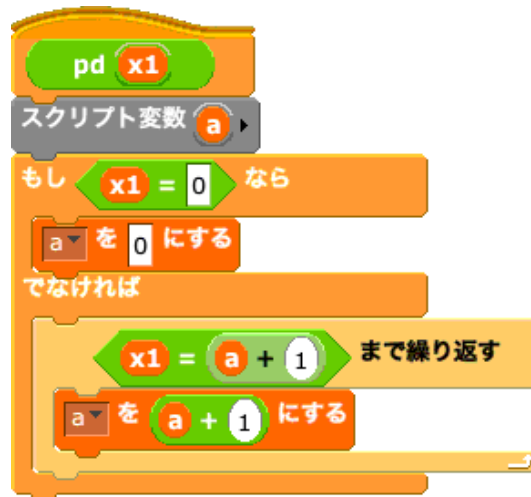 pd x1
スクリプト変数 a
もし x1 = 0 なら
a を 0 にする
でなければ
x1 = a + 1 まで繰り返す
a を a + 1 にする